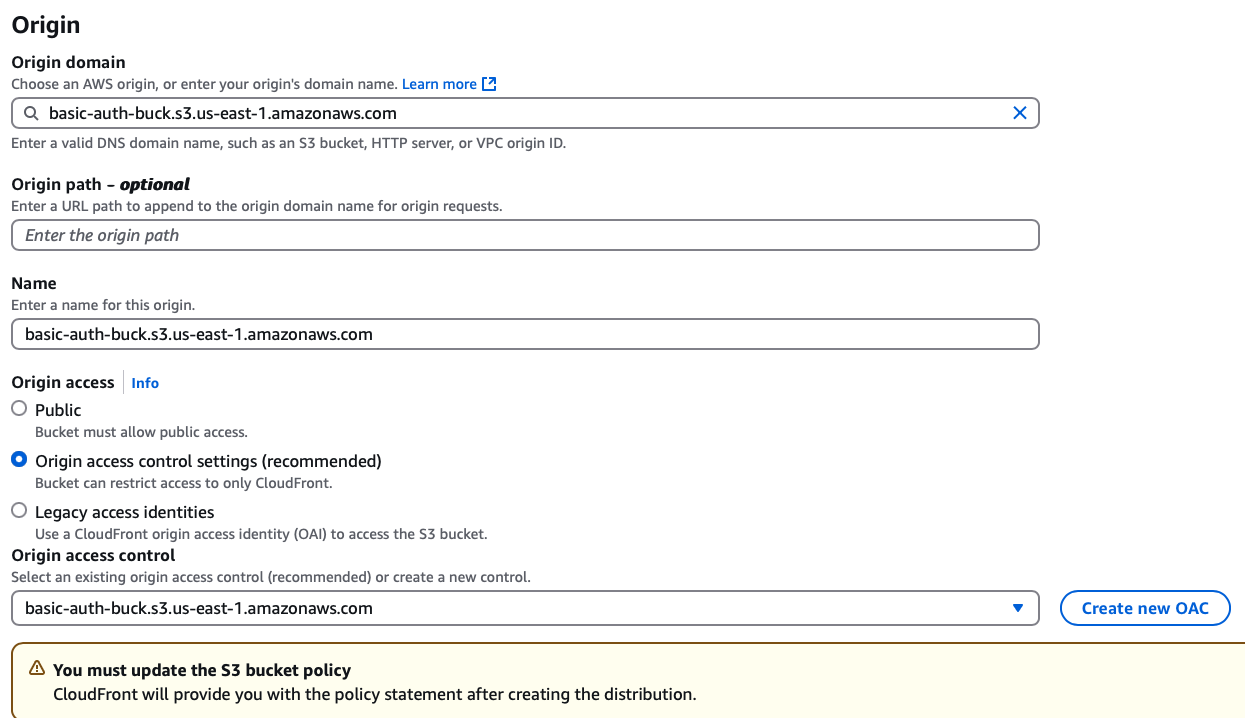 Origin
Origin domain
Choose an AWS origin, or enter your origin's domain name. Learn more
basic-auth-buck.s3.us-east-1.amazonaws.com
Enter a valid DNS domain name, such as an S3 bucket, HTTP server, or VPC origin ID.
Origin path – optional
Enter a URL path to append to the origin domain name for origin requests.
Enter the origin path
Name
Enter a name for this origin.
basic-auth-buck.s3.us-east-1.amazonaws.com
Origin access Info
Public
Bucket must allow public access.
Origin access control settings (recommended)
Bucket can restrict access to only CloudFront.
Legacy access identities
Use a CloudFront origin access identity (OAI) to access the S3 bucket.
Origin access control
Select an existing origin access control (recommended) or create a new control.
basic-auth-buck.s3.us-east-1.amazonaws.com Create new OAC
You must update the S3 bucket policy
CloudFront will provide you with the policy statement after creating the distribution.